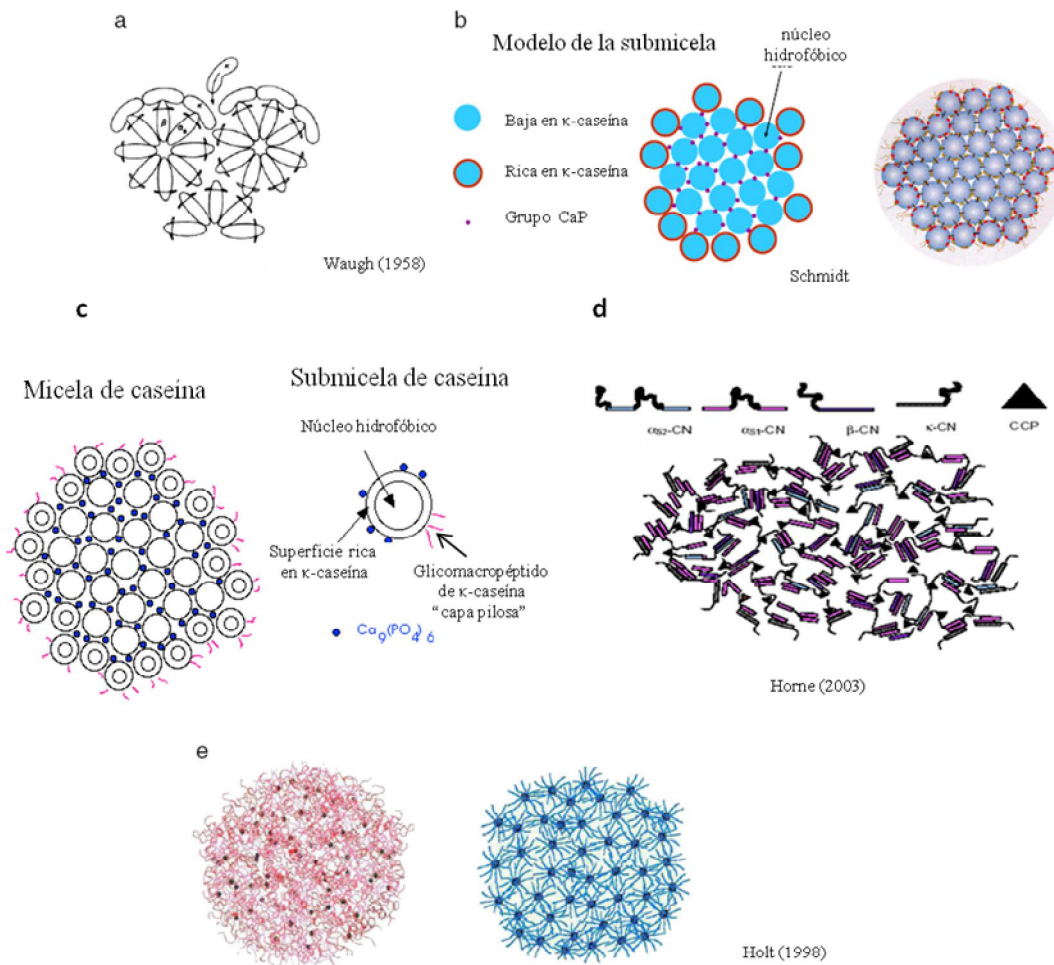 a
κ
β
Waugh (1958)
b
Modelo de la submicela
núcleo
hidrofóbico
Baja en κ-caseína
Rica en κ-caseína
Grupo CaP
Schmidt
c
Micela de caseína
Submicela de caseína
Núcleo hidrofóbico
Superficie rica
en κ-caseína
Glicomacropéptido
de κ-caseína
“capa pilosa”
Ca9(PO4)6
d
αS2-CN αS1-CN β-CN κ-CN CCP
Horne (2003)
e
Holt (1998)